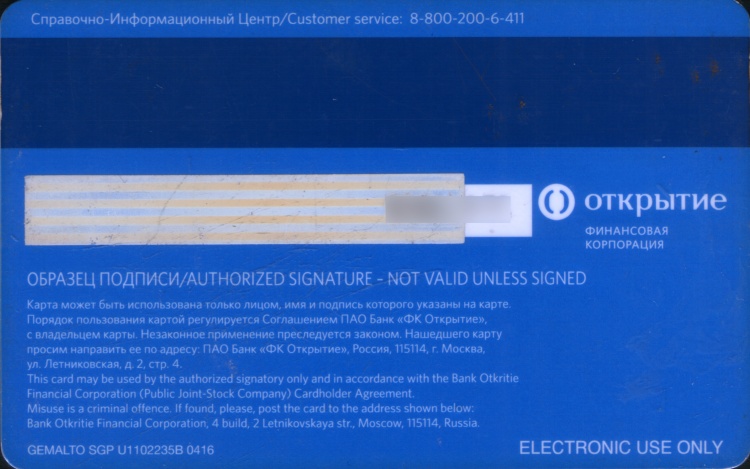 Справочно-Информационный Центр/Customer service: 8-800-200-6-411
открытие
ФИНАНСОВАЯ
КОРПОРАЦИЯ
ОБРАЗЕЦ ПОДПИСИ/AUTHORIZED SIGNATURE - NOT VALID UNLESS SIGNED
Карта может быть использована только лицом, имя и подпись которого указаны на карте.
Порядок пользования картой регулируется Соглашением ПАО Банк «ФК Открытие»,
с владельцем карты. Незаконное применение преследуется законом. Нашедшего карту
просим направить ее по адресу: ПАО Банк «ФК Открытие», Россия, 115114, г. Москва,
ул. Летниковская, д. 2, стр. 4.
This card may be used by the authorized signatory only and in accordance with the Bank Otkritie
Financial Corporation (Public Joint-Stock Company) Cardholder Agreement.
Misuse is a criminal offence. If found, please, post the card to the address shown below:
Bank Otkritie Financial Corporation, 4 build, 2 Letnikovskaya str., Moscow, 115114, Russia.
GEMALTO SGP U1102235B 0416
ELECTRONIC USE ONLY